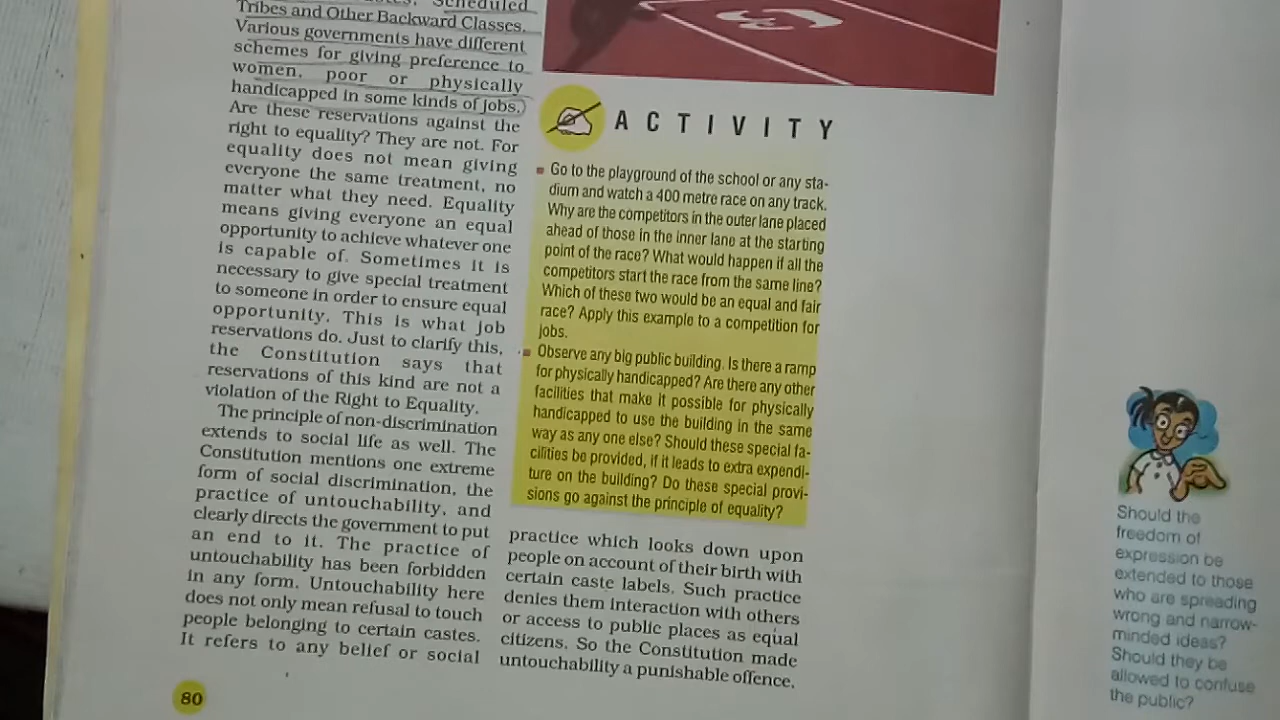 Scheduled
Tribes and Other Backward Classes.
Various governments have different
schemes for giving preference to
women, poor or physically
handicapped in some kinds of jobs.
Are these reservations against the
right to equality? They are not. For
equality does not mean giving
everyone the same treatment, no
matter what they need. Equality
means giving everyone an equal
opportunity to achieve whatever one
is capable of. Sometimes it is
necessary to give special treatment
to someone in order to ensure equal
opportunity. This is what job
reservations do. Just to clarify this,
the Constitution says that
reservations of this kind are not a
violation of the Right to Equality.
The principle of non-discrimination
extends to social life as well. The
Constitution mentions one extreme
form of social discrimination, the
practice of untouchability, and
clearly directs the government to put
an end to it. The practice of
untouchability has been forbidden
in any form. Untouchability here
does not only mean refusal to touch
people belonging to certain castes.
It refers to any belief or social
ACTIVITY
Go to the playground of the school or any sta-
dium and watch a 400 metre race on any track.
Why are the competitors in the outer lane placed
ahead of those in the inner lane at the starting
point of the race? What would happen if all the
competitors start the race from the same line?
Which of these two would be an equal and fair
race? Apply this example to a competition for
jobs.
Observe any big public building. Is there a ramp
for physically handicapped? Are there any other
facilities that make it possible for physically
handicapped to use the building in the same
way as any one else? Should these special fa-
cilities be provided, if it leads to extra expendi-
ture on the building? Do these special provi-
sions go against the principle of equality?
practice which looks down upon
people on account of their birth with
certain caste labels. Such practice
denies them interaction with others
or access to public places as equal
citizens. So the Constitution made
untouchability a punishable offence.
80
Should the
freedom of
expression be
extended to those
who are spreading
wrong and narrow-
minded ideas?
Should they be
allowed to confuse
the public?